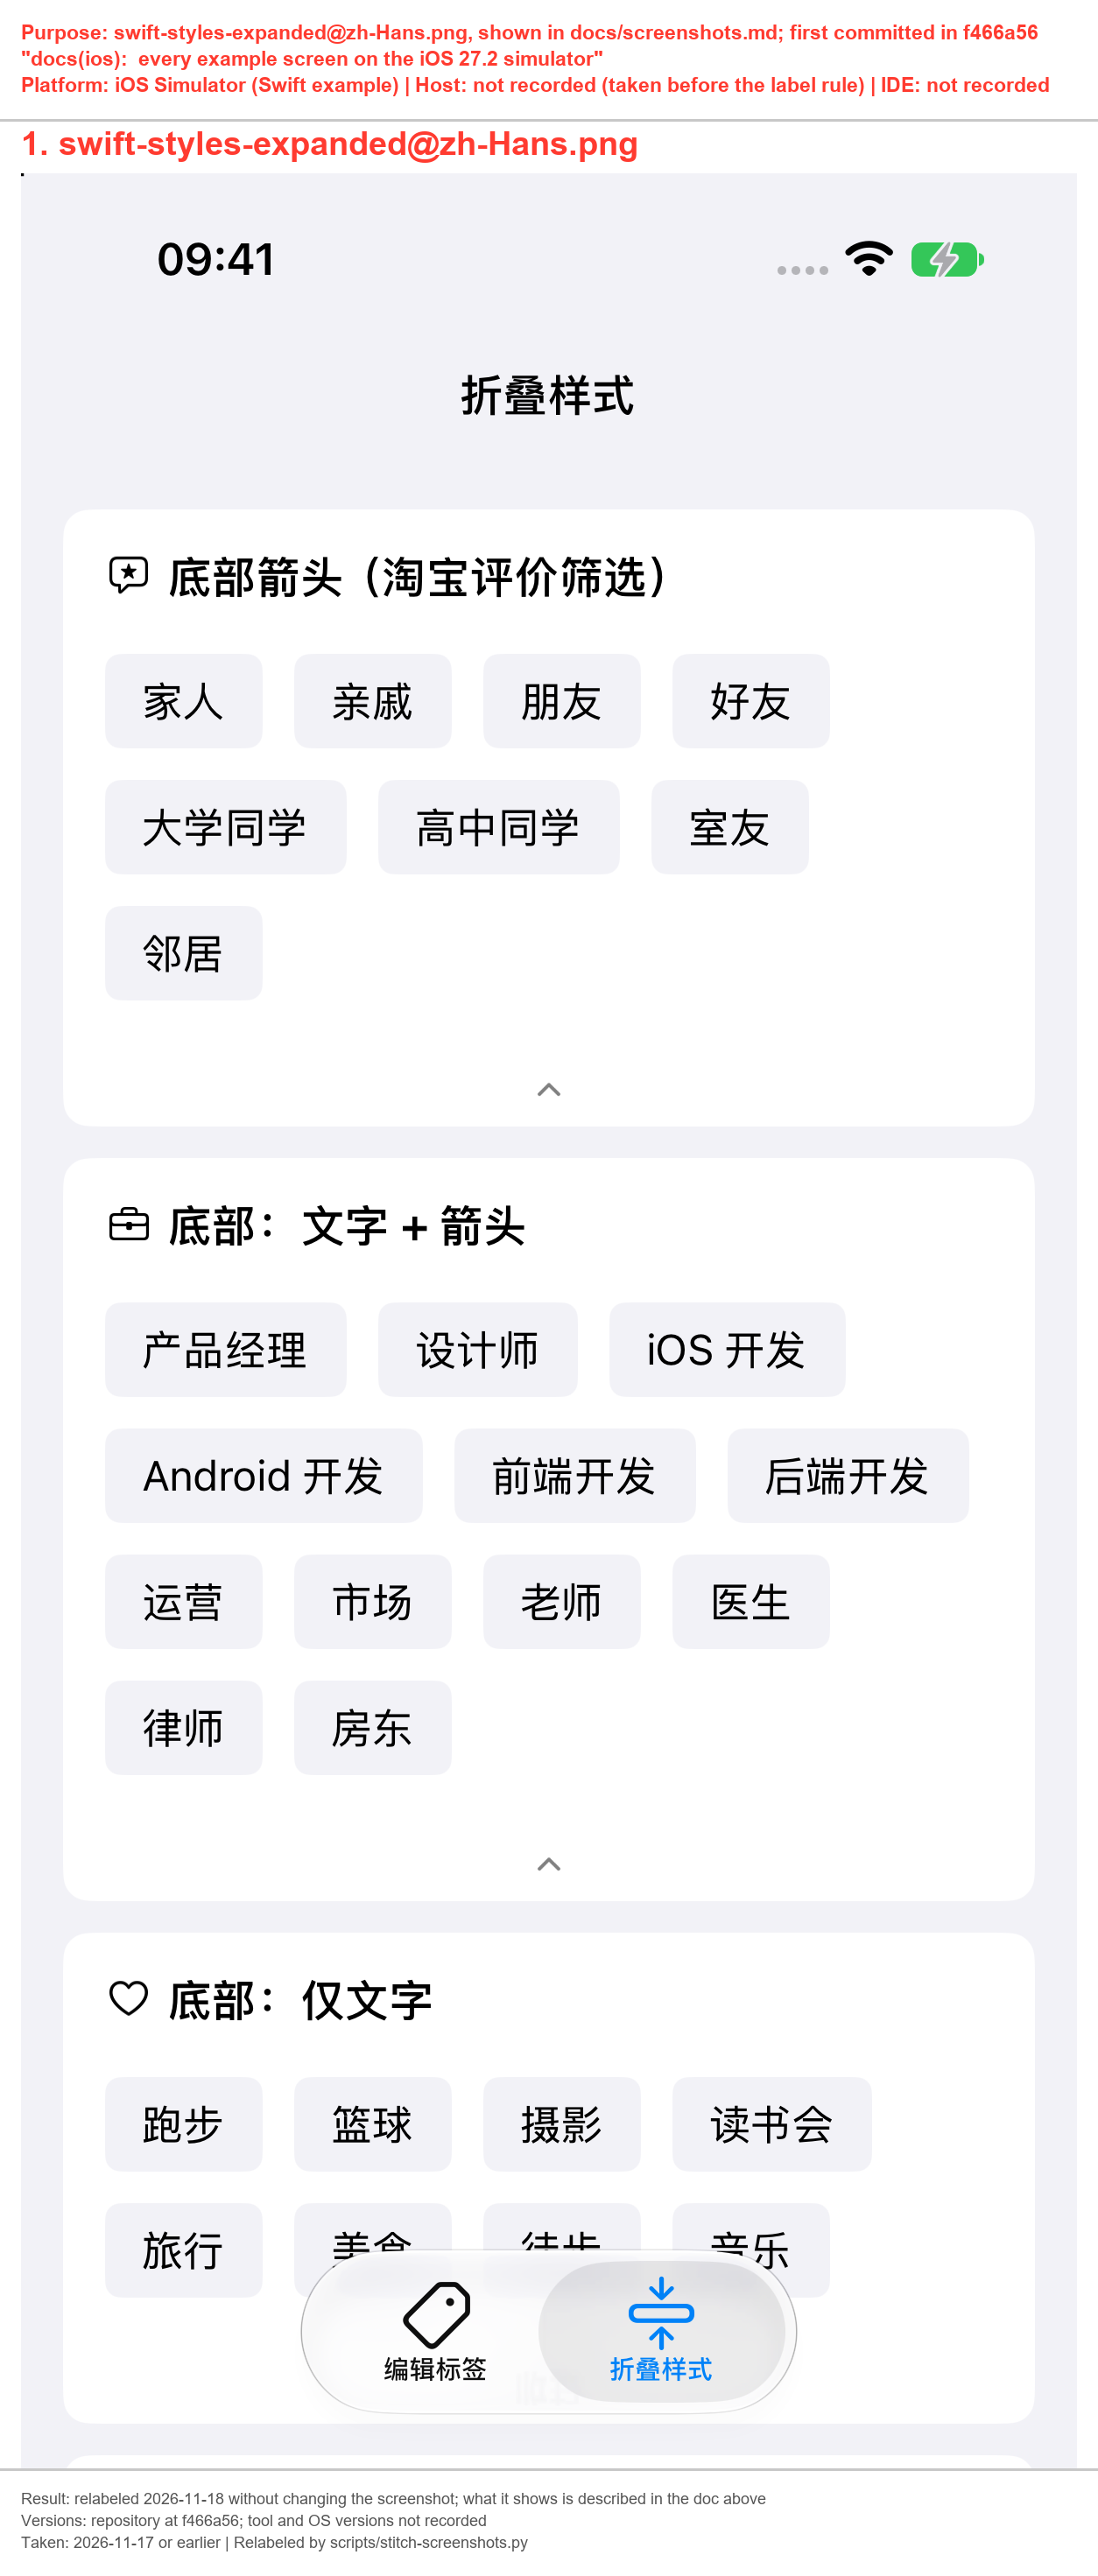 Purpose: swift-styles-expanded@zh-Hans.png, shown in docs/screenshots.md; first committed in f466a56
"docs(ios):  every example screen on the iOS 27.2 simulator"
Platform: iOS Simulator (Swift example) | Host: not recorded (taken before the label rule) | IDE: not recorded
1. swift-styles-expanded@zh-Hans.png
09:41
折叠样式
底部箭头（淘宝评价筛选）
家人 亲戚 朋友 好友
大学同学 高中同学 室友
邻居
底部：文字 + 箭头
产品经理 设计师 iOS 开发
Android 开发 前端开发 后端开发
运营 市场 老师 医生
律师 房东
底部：仅文字
跑步 篮球 摄影 读书会
旅行 美食 徒步 音乐
编辑标签 折叠样式
Result: relabeled 2026-11-18 without changing the screenshot; what it shows is described in the doc above
Versions: repository at f466a56; tool and OS versions not recorded
Taken: 2026-11-17 or earlier | Relabeled by scripts/stitch-screenshots.py